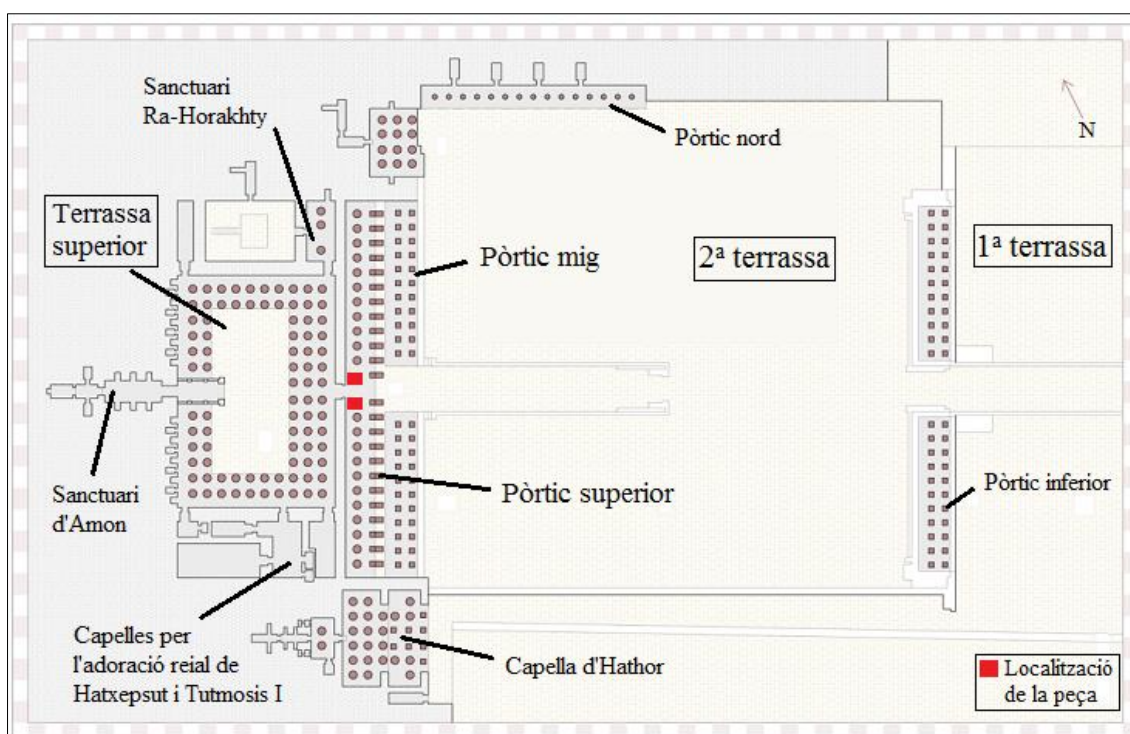 Sanctuari
Ra-Horakhty
Pòrtic nord
N
Terrassa
superior
Pòrtic mig
2ª terrassa
1ª terrassa
Sanctuari
d'Amon
Pòrtic superior
Pòrtic inferior
Capelles per
l'adoració reial de
Hatxepsut i Tutmosis I
Capella d'Hathor
Localització
de la peça